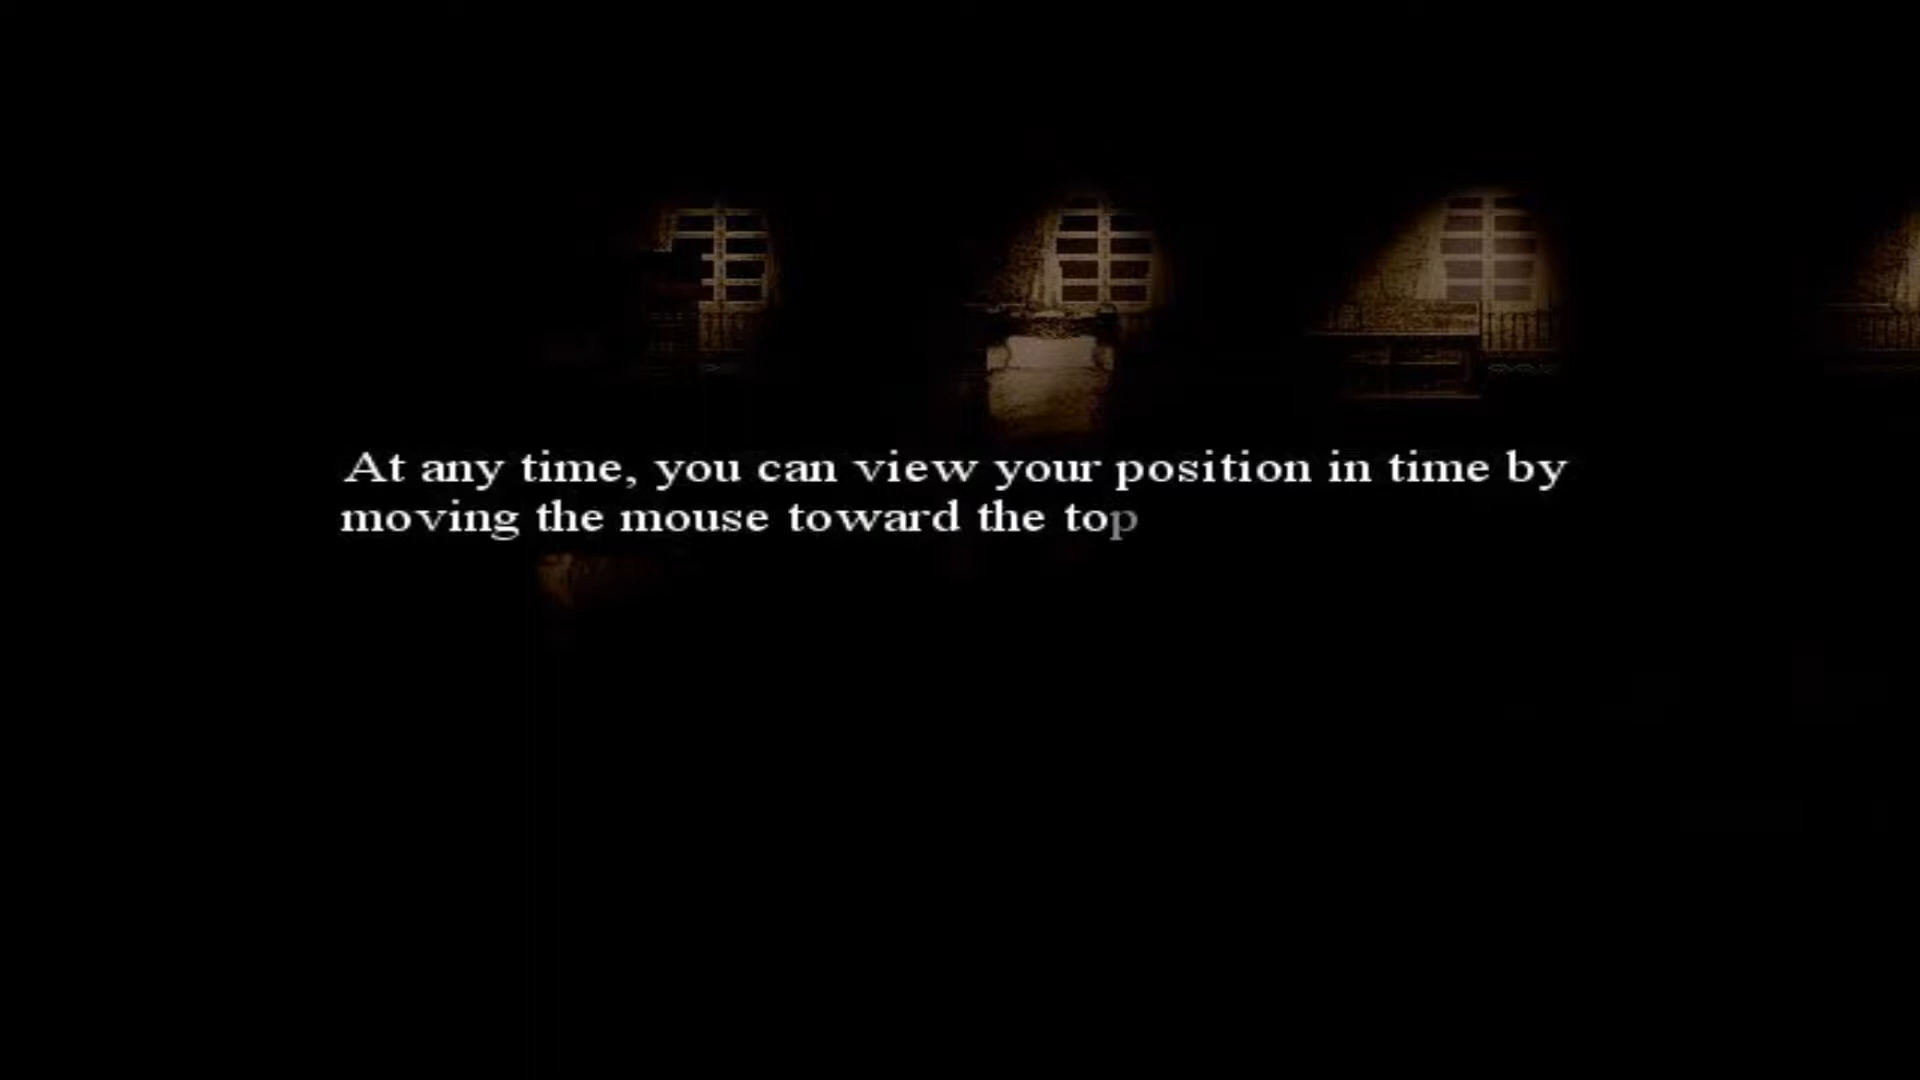 At any time, you can view your position in time by
moving the mouse toward the top